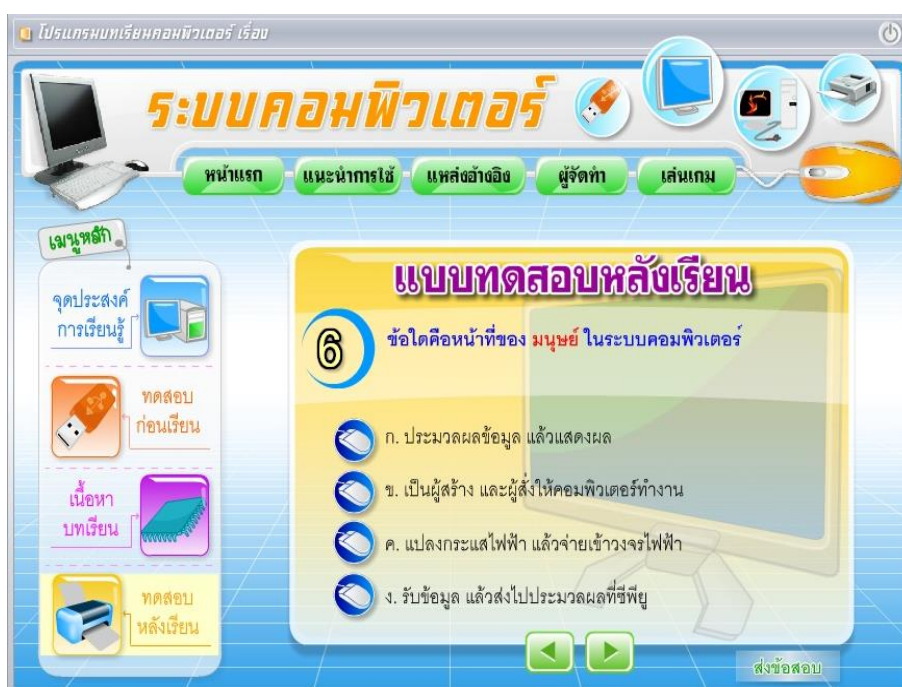 โปรแกรมบทเรียนคอมพิวเตอร์ เรื่อง
ระบบคอมพิวเตอร์
หน้าแรก แนะนำการใช้ แหล่งอ้างอิง ผู้จัดทำ เล่นเกม
เมนูหลัก
จุดประสงค์
การเรียนรู้
ทดสอบ
ก่อนเรียน
เนื้อหา
บทเรียน
ทดสอบ
หลังเรียน
แบบทดสอบหลังเรียน
6 ข้อใดคือหน้าที่ของ มนุษย์ ในระบบคอมพิวเตอร์
ก. ประมวลผลข้อมูล แล้วแสดงผล
ข. เป็นผู้สร้าง และผู้สั่งให้คอมพิวเตอร์ทำงาน
ค. แปลงกระแสไฟฟ้า แล้วจ่ายเข้าวงจรไฟฟ้า
ง. รับข้อมูล แล้วส่งไปประมวลผลที่ซีพียู
ส่งข้อสอบ